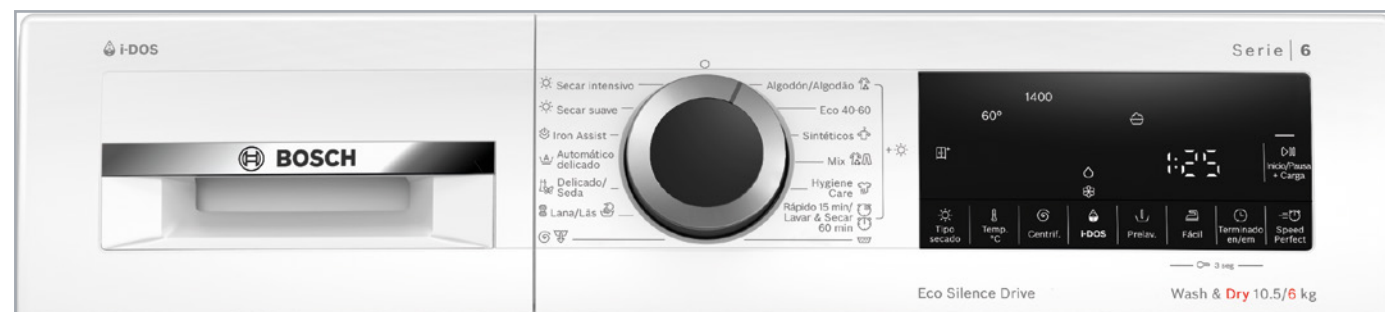 i-DOS
Serie 6
BOSCH
Secar intensivo
Secar suave
Iron Assist
Automático
delicado
Delicado/
Seda
Lana/Lãs
Algodón/Algodão
Eco 40-60
Sintéticos
Mix
Hygiene
Care
Rápido 15 min/
Lavar & Secar
60 min
+
1400
60°
1:25
Inicio/Pausa
+ Carga
Tipo
secado
Temp.
°C
Centrif.
i-DOS
Prelav.
Fácil
Terminado
en/em
Speed
Perfect
3 seg
Eco Silence Drive
Wash & Dry 10.5/6 kg